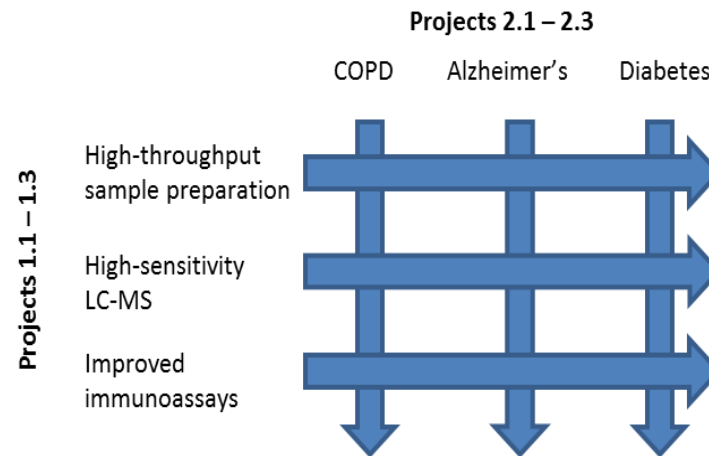 Projects 2.1 – 2.3
COPD Alzheimer's Diabetes
Projects 1.1 – 1.3
High-throughput
sample preparation
High-sensitivity
LC-MS
Improved
immunoassays